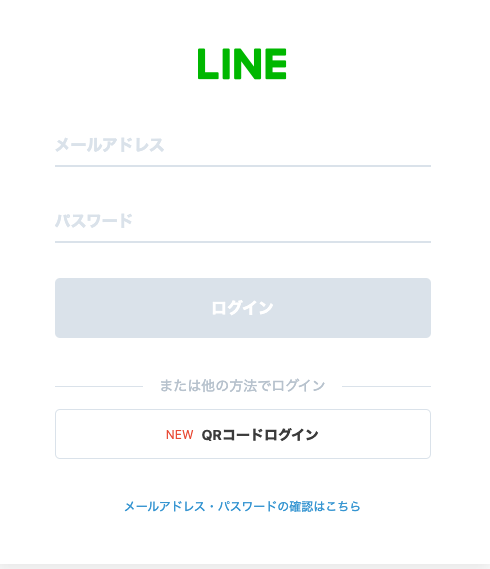 LINE
メールアドレス
パスワード
ログイン
または他の方法でログイン
NEW QRコードログイン
メールアドレス・パスワードの確認はこちら